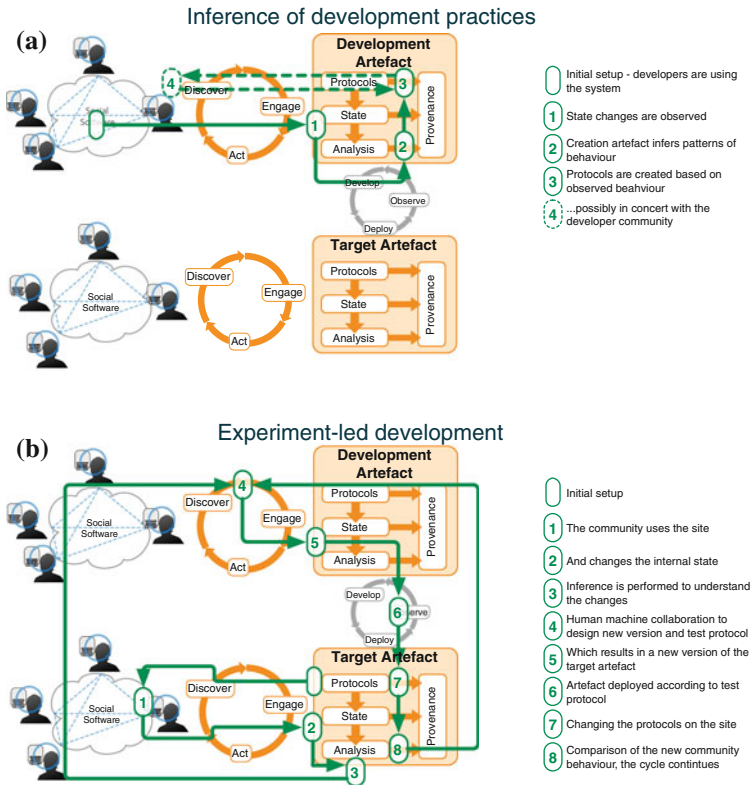 Inference of development practices
(a)
Development
Artefact
Protocols
State
Analysis
Provenance
Discover
Engage
Act
Social
4
3
1
2
Develop
Observe
Deploy
Target Artefact
Protocols
State
Analysis
Provenance
Discover
Engage
Act
Social
Software
Initial setup - developers are using
the system
1 State changes are observed
2 Creation artefact infers patterns of
behaviour
3 Protocols are created based on
observed beahviour
4 ...possibly in concert with the
developer community
(b)
Experiment-led development
Development
Artefact
Protocols
State
Analysis
Provenance
Discover
Engage
Act
Social
Software
4
5
Develop
6
erve
Deploy
Target Artefact
Protocols
State
Analysis
Provenance
Discover
Engage
Act
Social
Software
1
2
3
7
8
Initial setup
1 The community uses the site
2 And changes the internal state
3 Inference is performed to understand
the changes
4 Human machine collaboration to
design new version and test protocol
5 Which results in a new version of the
target artefact
6 Artefact deployed according to test
protocol
7 Changing the protocols on the site
8 Comparison of the new community
behaviour, the cycle continues